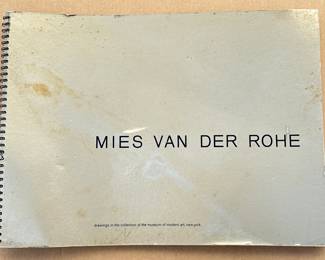 MIES VAN DER ROHE
drawings in the collection of the museum of modern art, new york